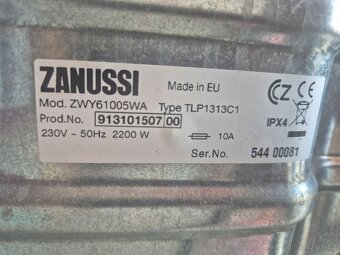 ZANUSSI
Made in EU
Mod. ZWY61005WA Type TLP1313C1
Prod.No. 913101507 00
230V ~ 50Hz 2200 W 10A
IPX4
Ser.No. 544 00081